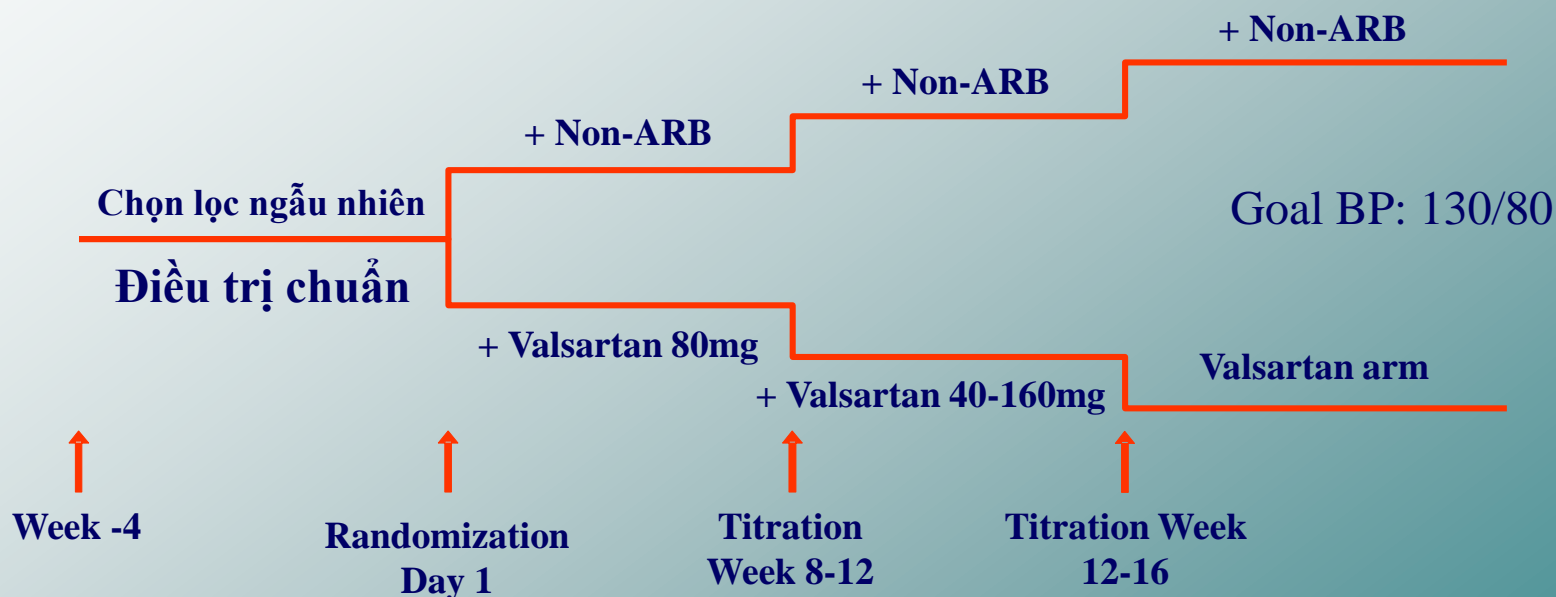 + Non-ARB
+ Non-ARB
+ Non-ARB
Chọn lọc ngẫu nhiên
Goal BP: 130/80
Điều trị chuẩn
+ Valsartan 80mg
Valsartan arm
+ Valsartan 40-160mg
Week -4
Randomization
Day 1
Titration
Week 8-12
Titration Week
12-16